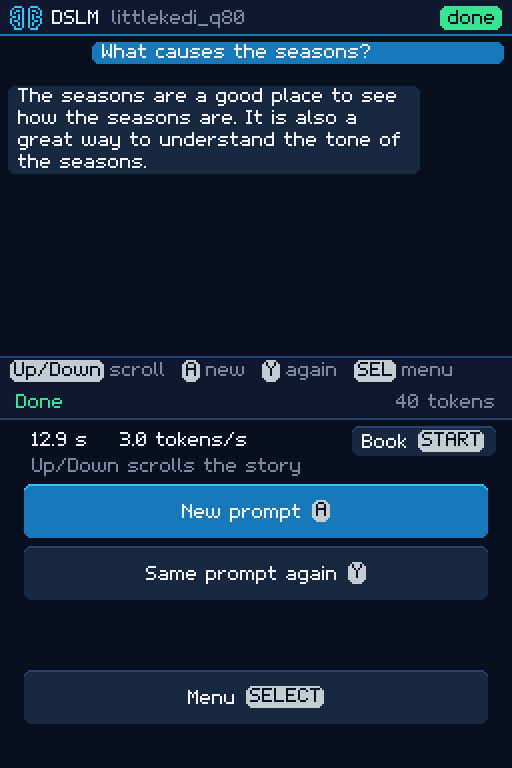 DSLM littlekedi_q80 done
What causes the seasons?
The seasons are a good place to see
how the seasons are. It is also a
great way to understand the tone of
the seasons.
Up/Down scroll A new Y again SEL menu
Done 40 tokens
12.9 s 3.0 tokens/s Book START
Up/Down scrolls the story
New prompt A
Same prompt again Y
Menu SELECT